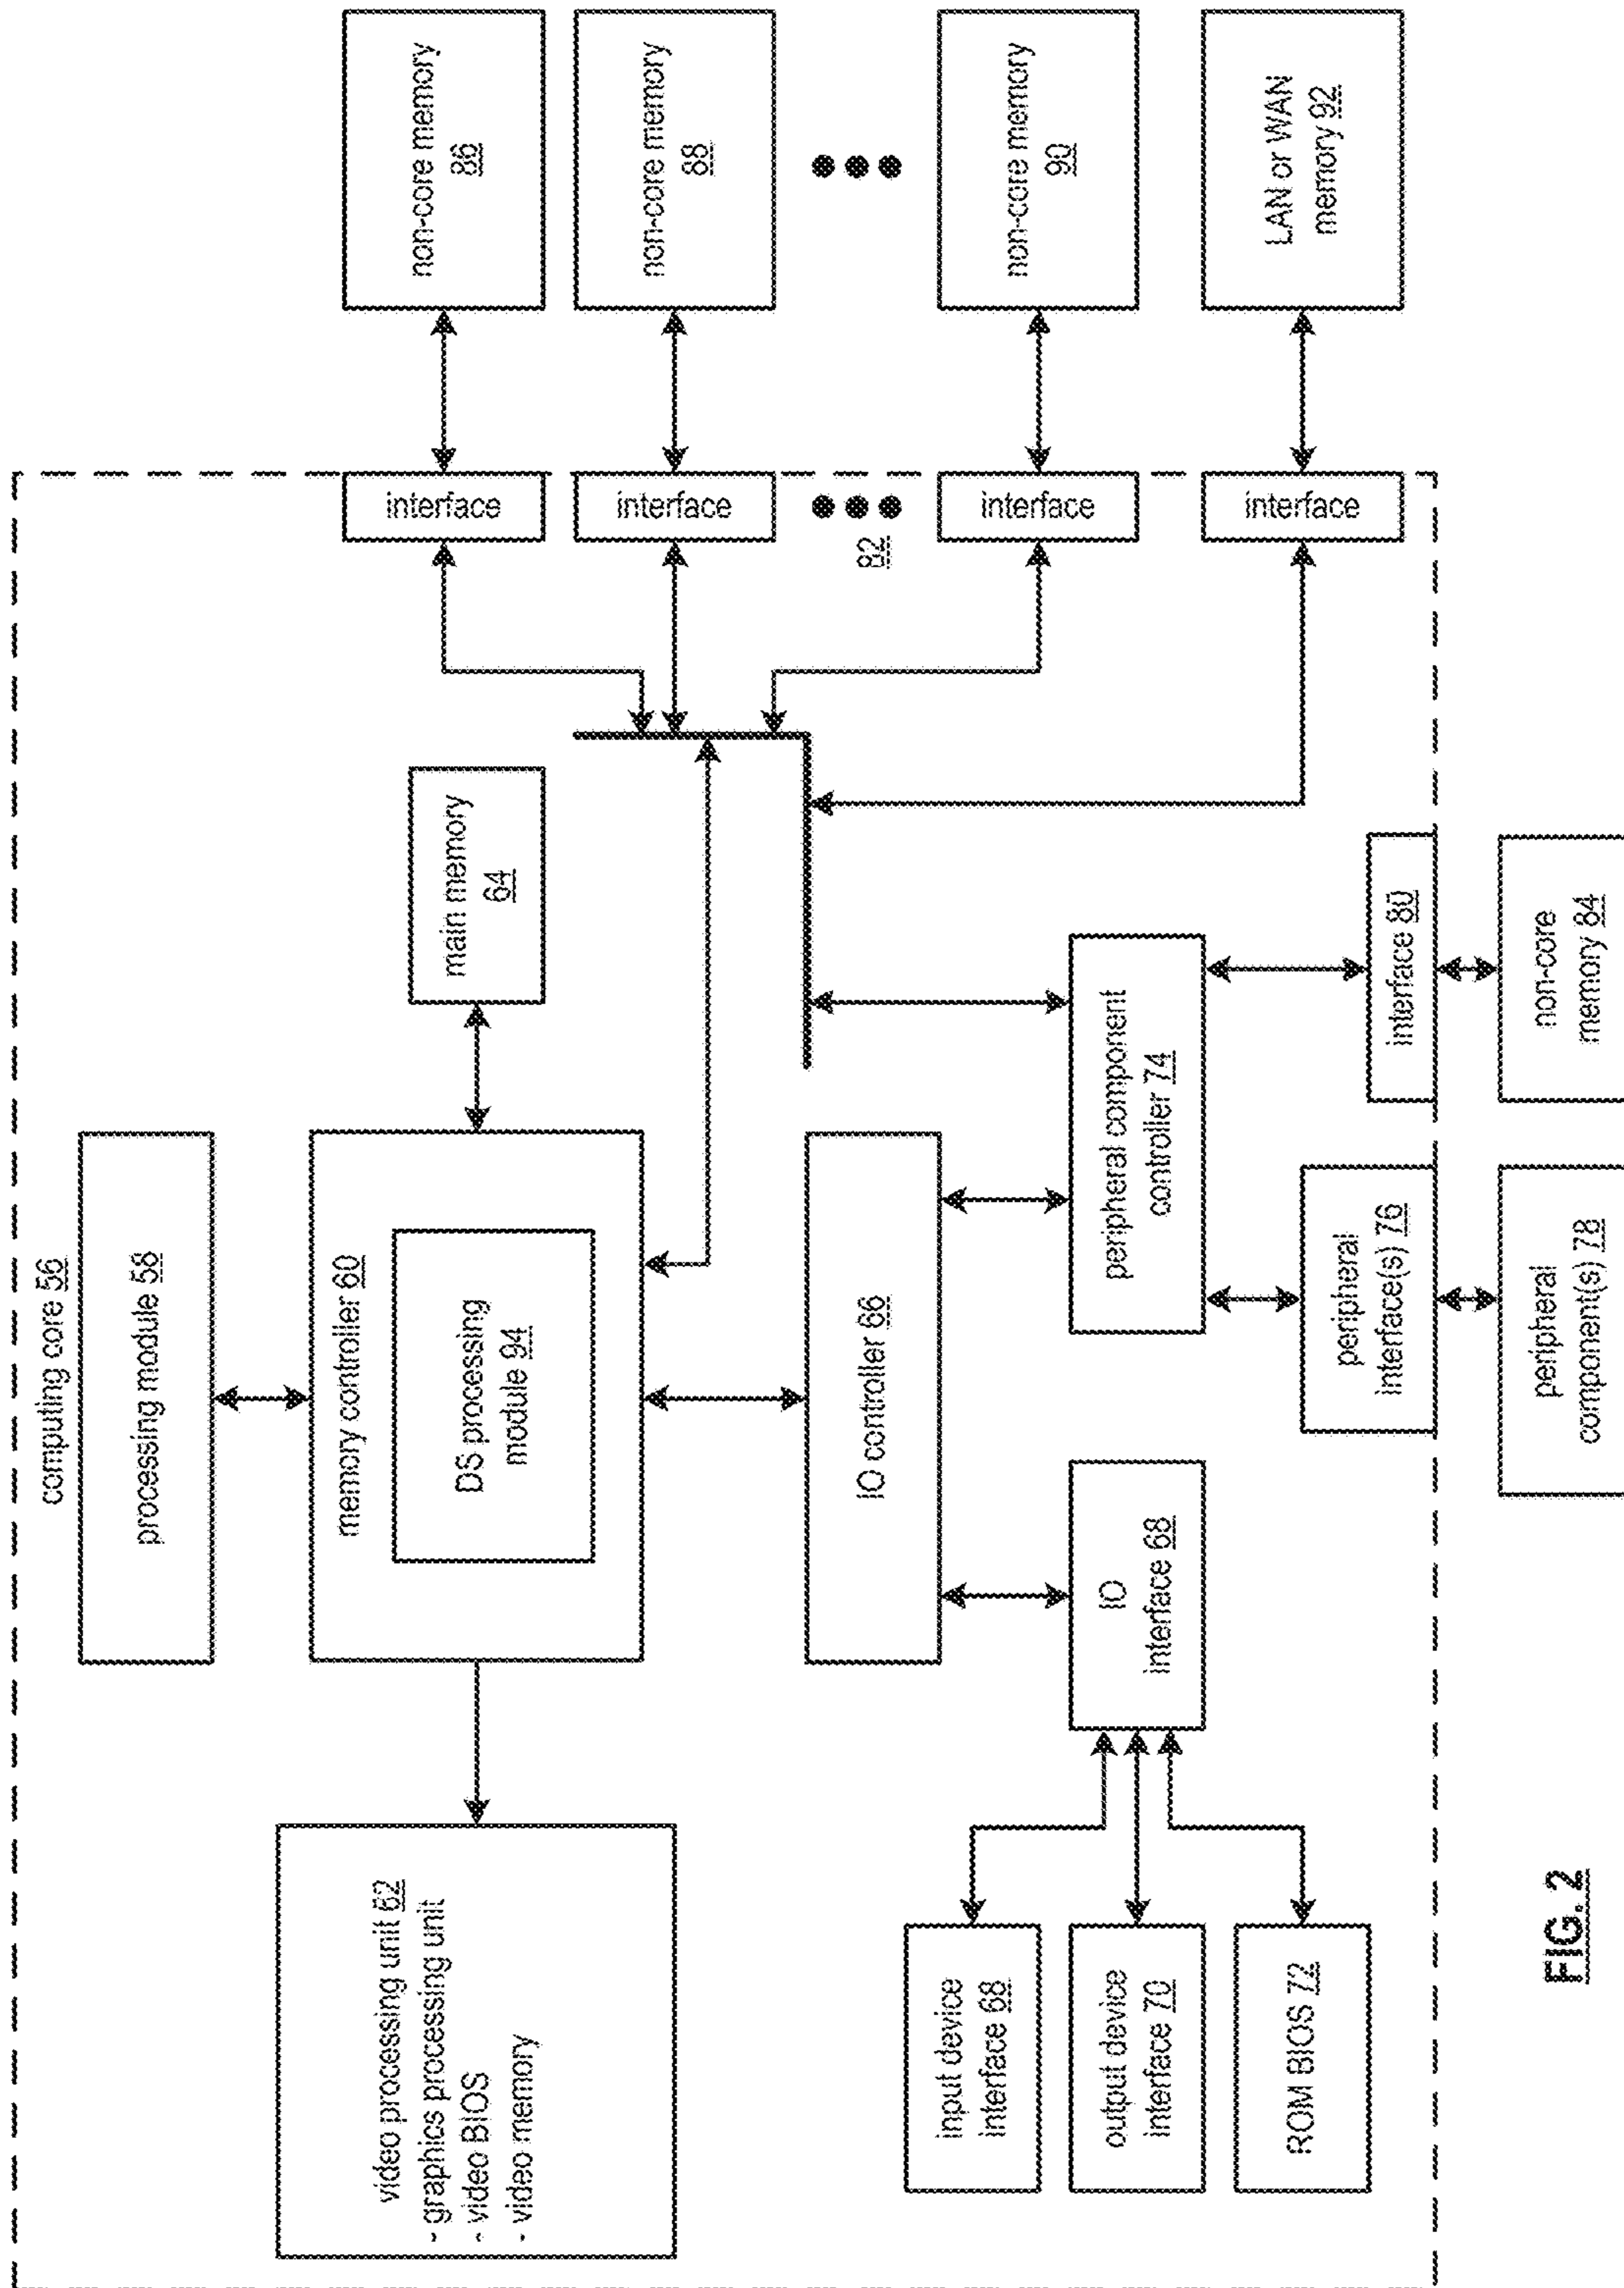 computing core 56
processing module 58
video processing unit 62
- graphics processing unit
- video BIOS
- video memory
memory controller 60
DS processing
module 94
main memory
64
non-core memory
86
interface
non-core memory
88
interface
82
non-core memory
90
interface
LAN or WAN
memory 92
interface
IO controller 66
input device
interface 68
output device
interface 70
ROM BIOS 72
IO
interface 68
peripheral component
controller 74
peripheral
interface(s) 76
interface 80
peripheral
component(s) 78
non-core
memory 84
FIG. 2